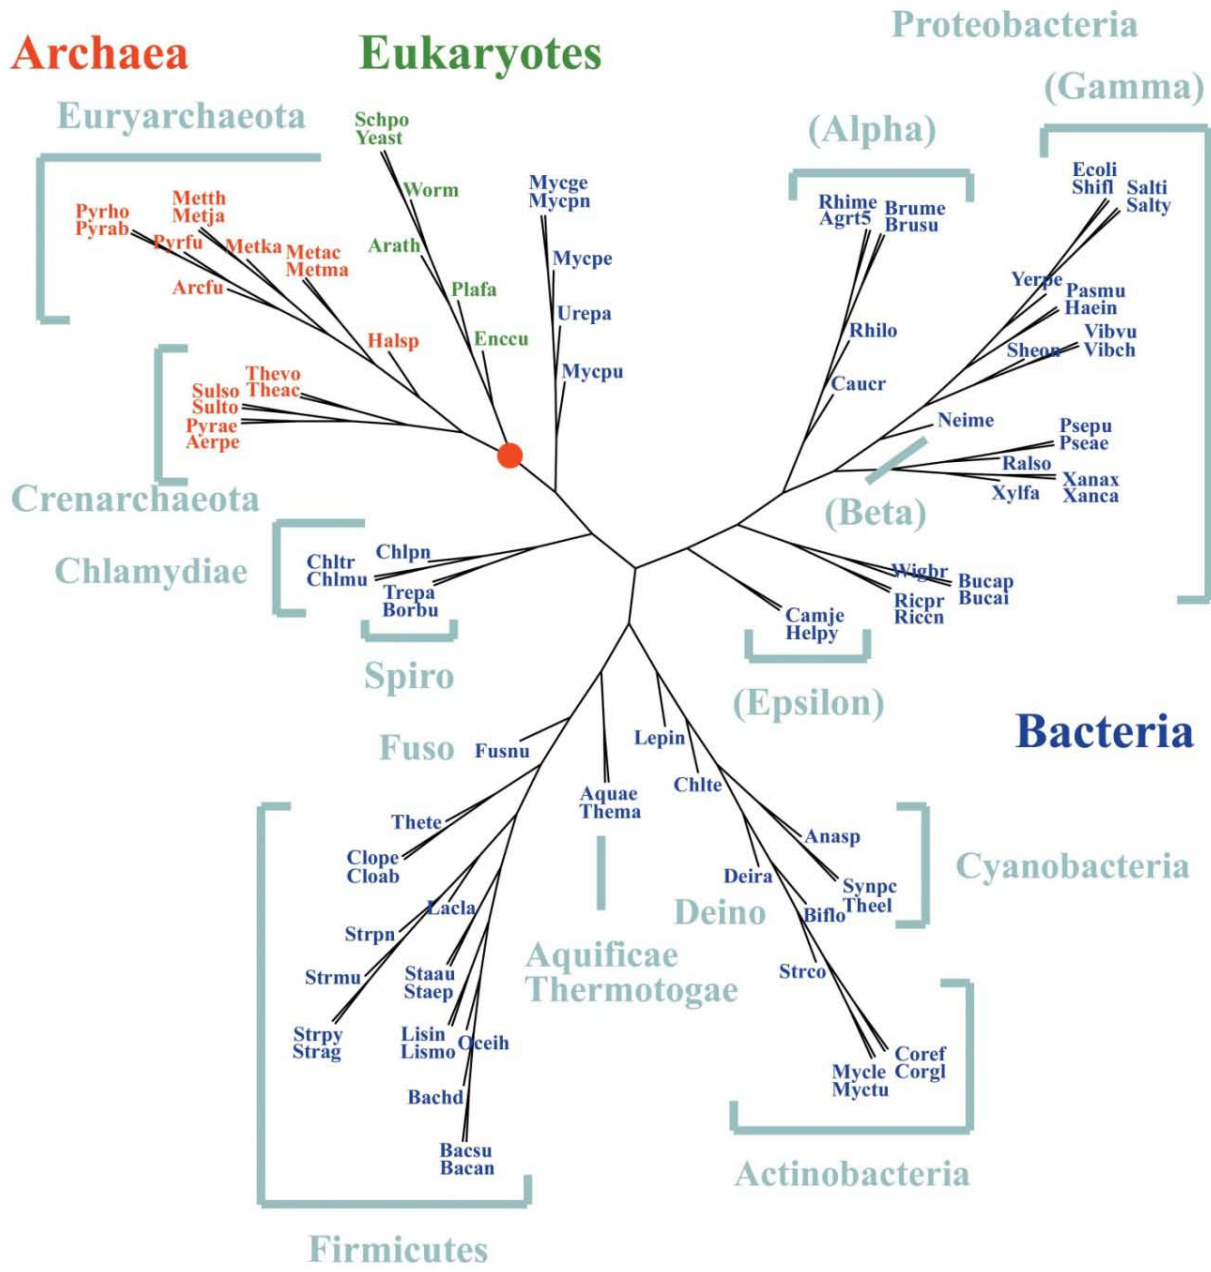 Archaea
Eukaryotes
Proteobacteria
(Gamma)
Euryarchaeota
(Alpha)
Schpo
Yeast
Worm
Arath
Plafa
Enccu
Mycge
Mycpn
Mycpe
Urepa
Mycpu
Metth
Metja
Pyrho
Pyrab
Pyrfu
Metka
Metac
Metma
Arcfu
Halsp
Thevo
Theac
Sulso
Sulto
Pyrae
Aerpe
Crenarchaeota
Rhime
Agrt5
Brume
Brusu
Rhilo
Caucr
Ecoli
Shifl
Salti
Salty
Yerpe
Pasmu
Haein
Vibvu
Vibch
Sheon
Neime
Psepu
Pseae
Ralso
Xylfa
Xanax
Xanca
(Beta)
Chlamydiae
Chlpn
Chltr
Chlmu
Trepa
Borbu
Spiro
Wigbr
Bucap
Bucai
Ricpr
Riccn
Camje
Helpy
(Epsilon)
Bacteria
Fuso
Fusnu
Lepin
Chlte
Aquae
Thema
Thete
Clope
Cloab
Anasp
Cyanobacteria
Deira
Synpc
Theel
Deino
Biflo
Lacla
Strpn
Strmu
Staau
Staep
Aquificae
Thermotogae
Strco
Strpy
Strag
Lisin
Lismo
Oceih
Coref
Corgl
Mycle
Myctu
Bachd
Bacsu
Bacan
Actinobacteria
Firmicutes